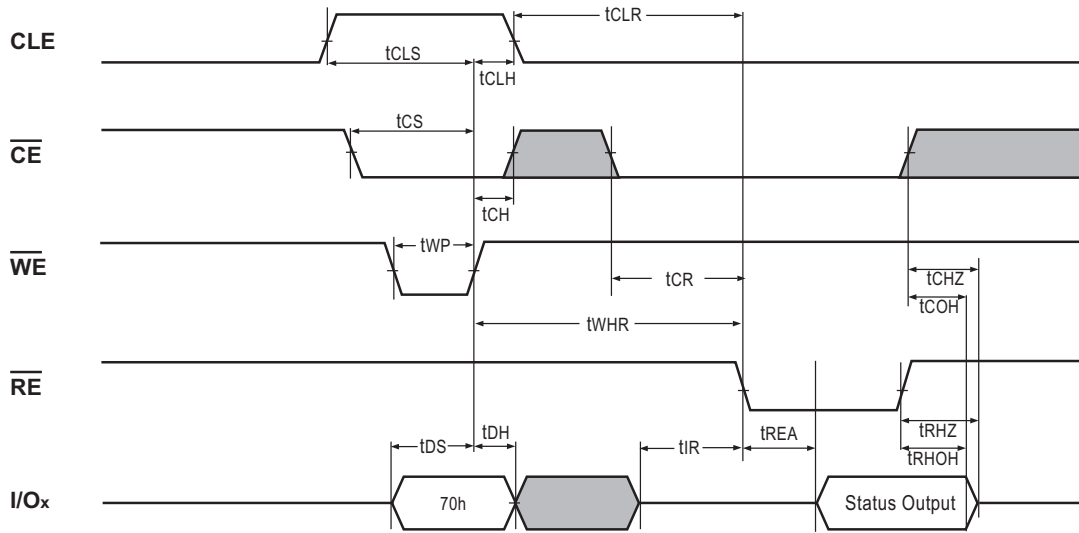 CLE
tCLR
tCLS
tCLH
CE
tCS
tCH
WE
tWP
tCR
tCHZ
tCOH
tWHR
RE
tDS
tDH
tIR
tREA
tRHZ
tRHOH
I/Ox
70h
Status Output